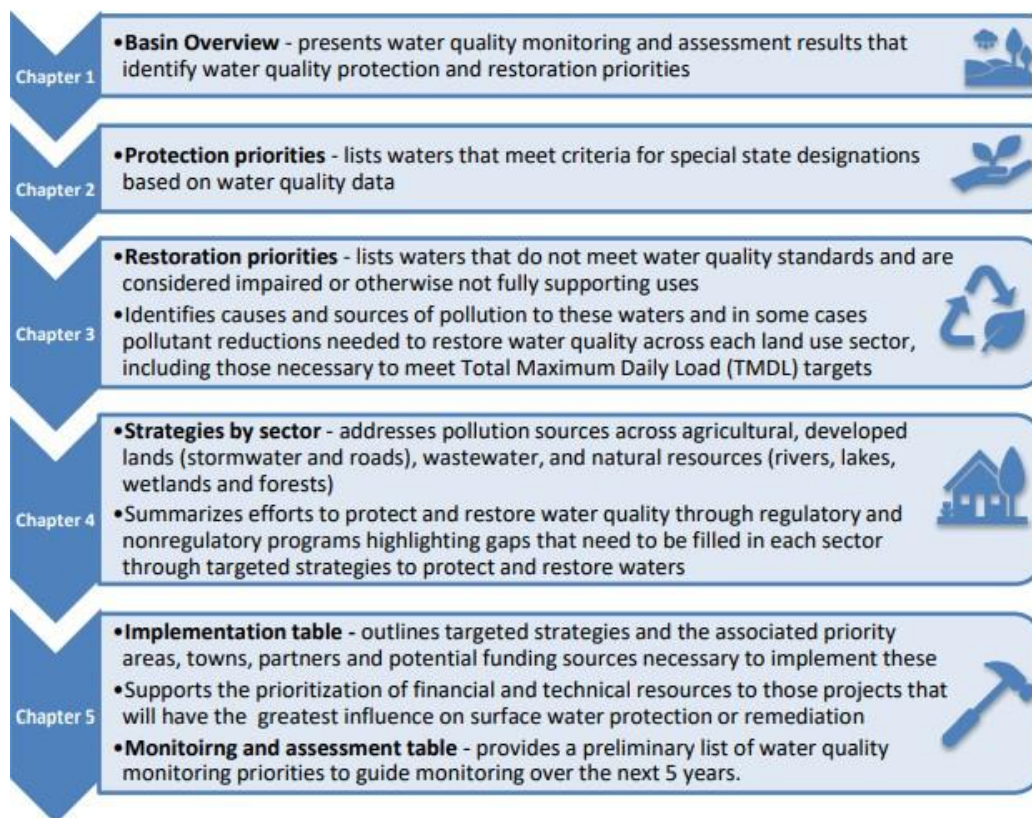 Chapter 1
•Basin Overview - presents water quality monitoring and assessment results that
identify water quality protection and restoration priorities
Chapter 2
•Protection priorities - lists waters that meet criteria for special state designations
based on water quality data
Chapter 3
•Restoration priorities - lists waters that do not meet water quality standards and are
considered impaired or otherwise not fully supporting uses
•Identifies causes and sources of pollution to these waters and in some cases
pollutant reductions needed to restore water quality across each land use sector,
including those necessary to meet Total Maximum Daily Load (TMDL) targets
Chapter 4
•Strategies by sector - addresses pollution sources across agricultural, developed
lands (stormwater and roads), wastewater, and natural resources (rivers, lakes,
wetlands and forests)
•Summarizes efforts to protect and restore water quality through regulatory and
nonregulatory programs highlighting gaps that need to be filled in each sector
through targeted strategies to protect and restore waters
Chapter 5
•Implementation table - outlines targeted strategies and the associated priority
areas, towns, partners and potential funding sources necessary to implement these
•Supports the prioritization of financial and technical resources to those projects that
will have the greatest influence on surface water protection or remediation
•Monitoirng and assessment table - provides a preliminary list of water quality
monitoring priorities to guide monitoring over the next 5 years.